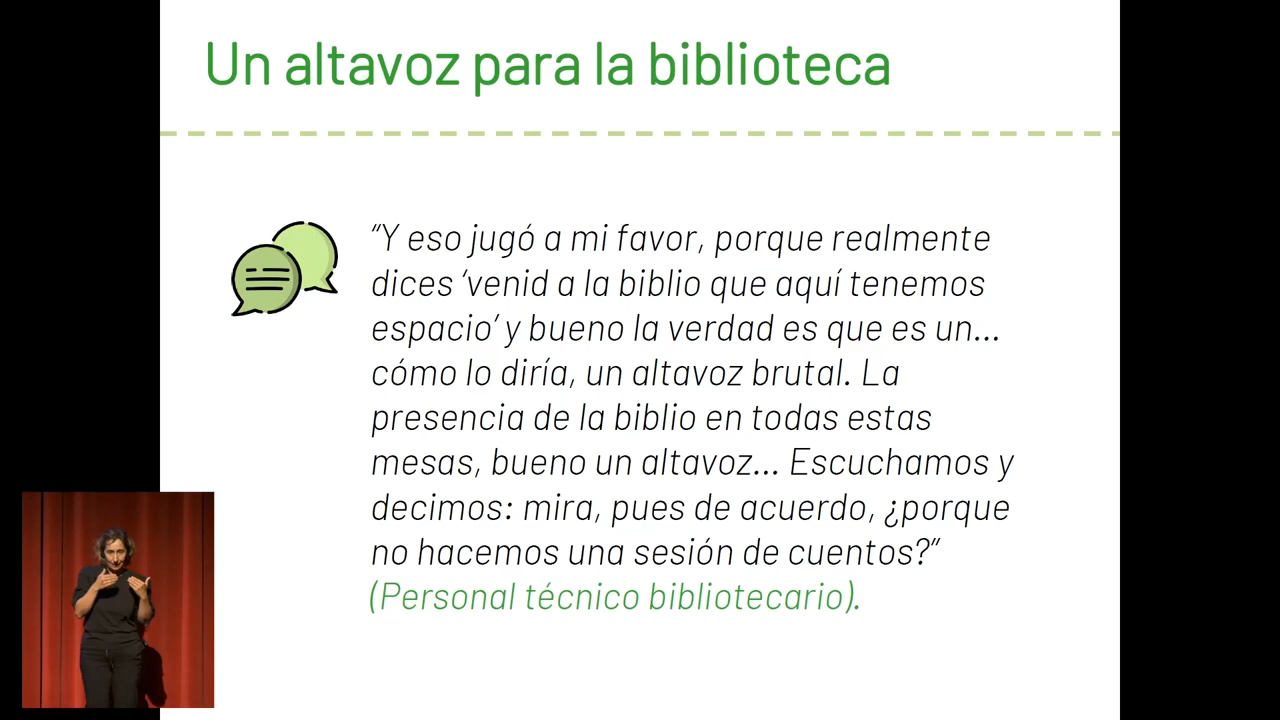 Un altavoz para la biblioteca
“Y eso jugó a mi favor, porque realmente
dices ‘venid a la biblio que aquí tenemos
espacio’ y bueno la verdad es que es un...
cómo lo diría, un altavoz brutal. La
presencia de la biblio en todas estas
mesas, bueno un altavoz... Escuchamos y
decimos: mira, pues de acuerdo, ¿porque
no hacemos una sesión de cuentos?”
(Personal técnico bibliotecario).